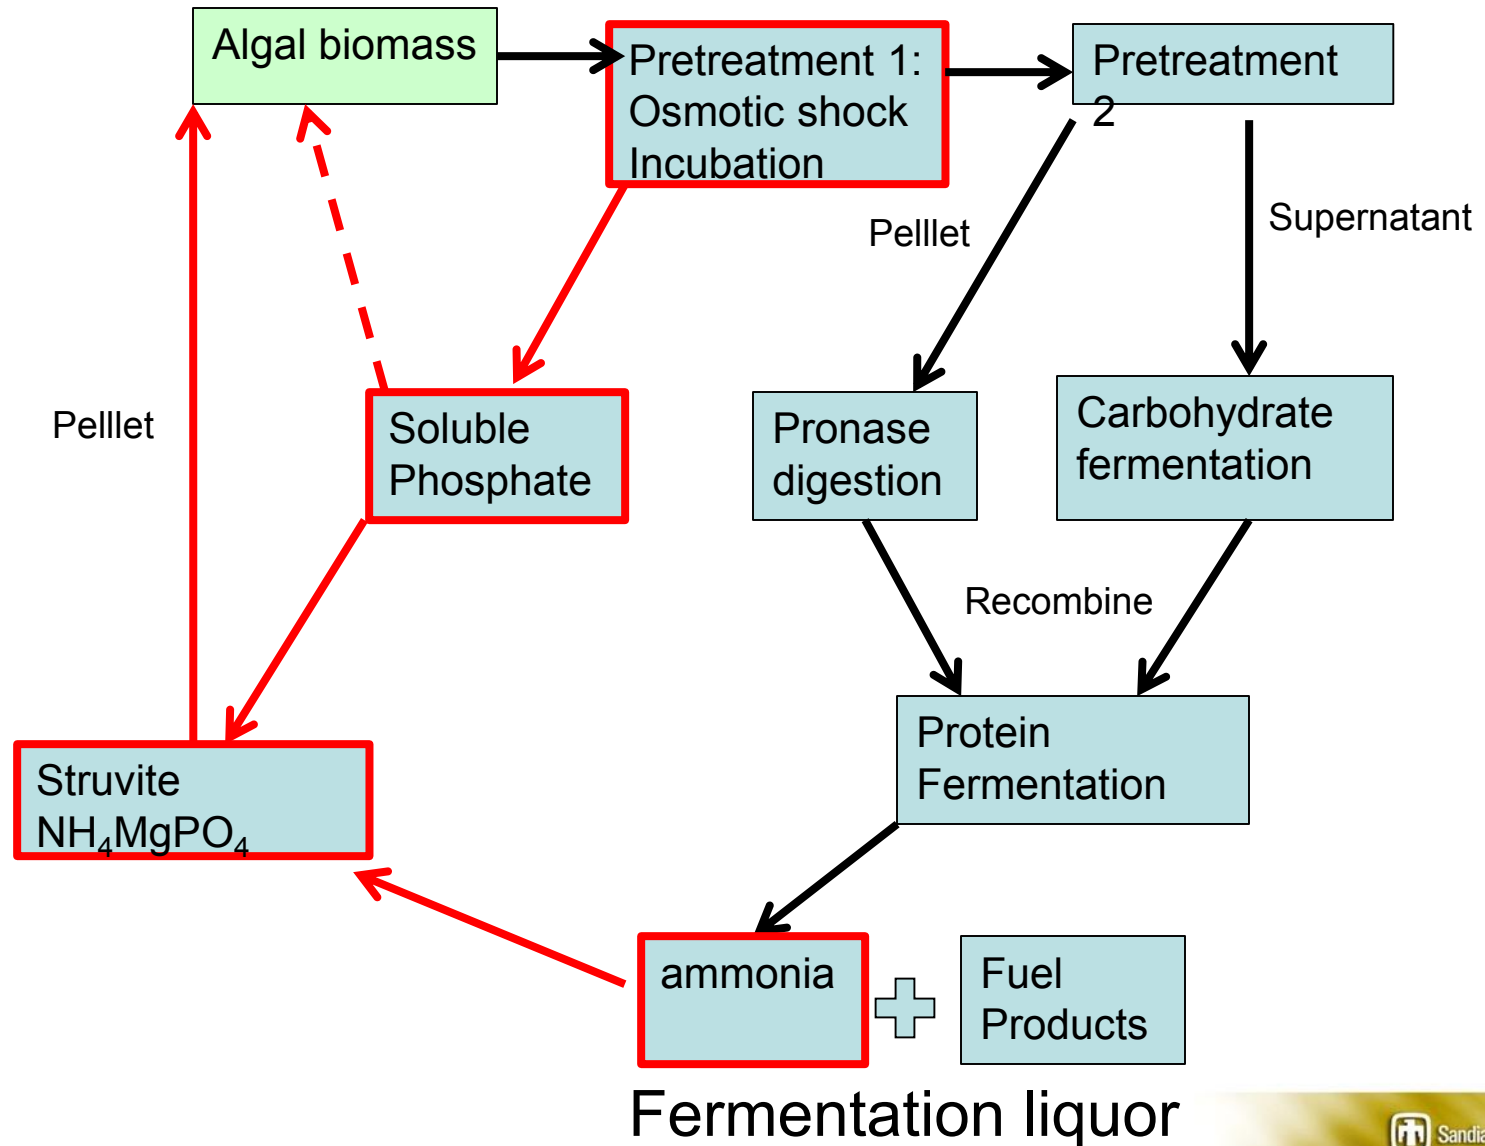 Algal biomass
Pretreatment 1:
Osmotic shock
Incubation
Pretreatment
2
Pelllet
Supernatant
Pelllet
Soluble
Phosphate
Pronase
digestion
Carbohydrate
fermentation
Recombine
Protein
Fermentation
Struvite
NH₄MgPO₄
ammonia
Fuel
Products
Fermentation liquor
Sandia